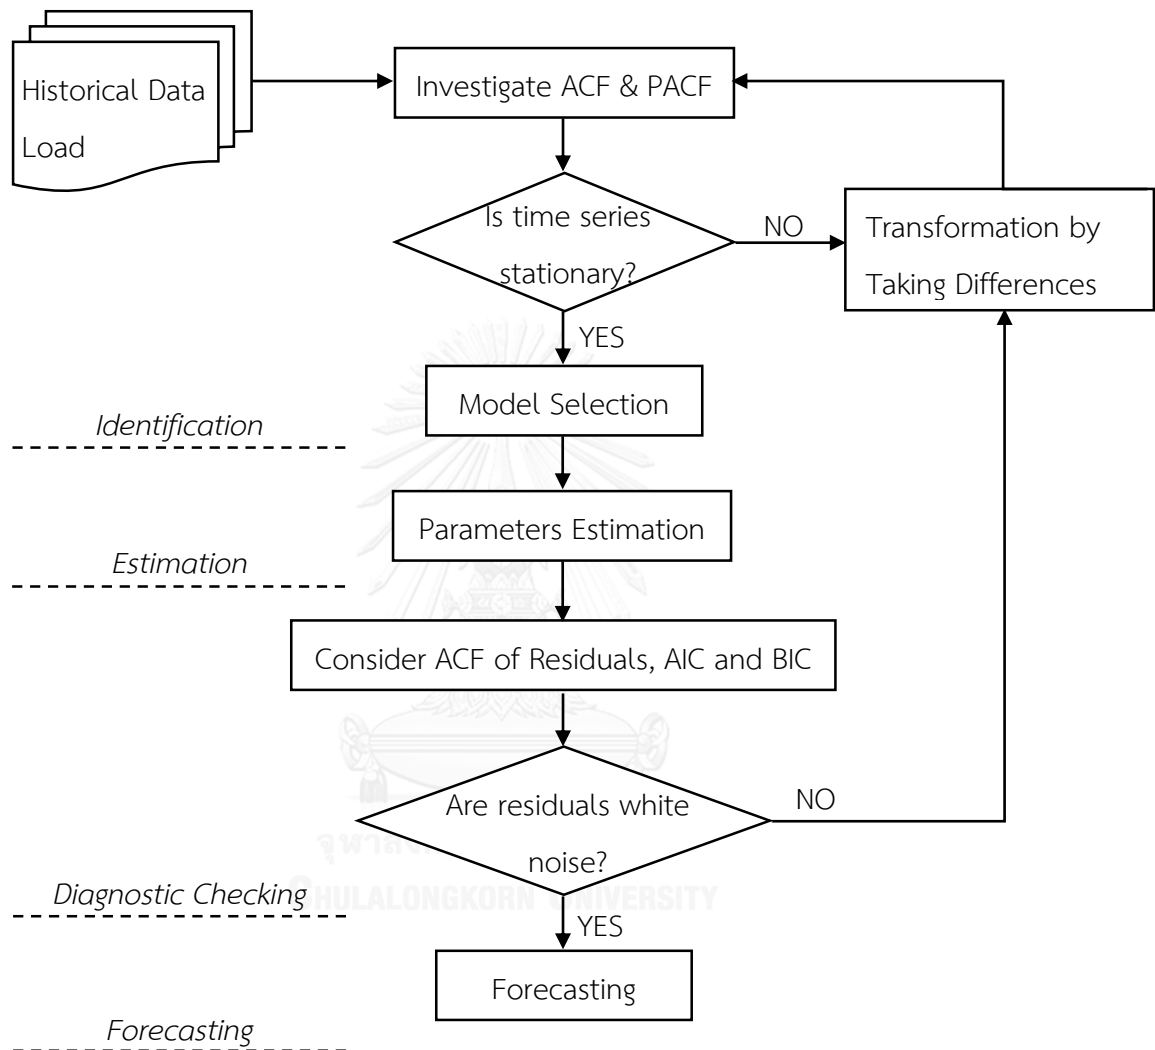 Historical Data
Load
Investigate ACF & PACF
Is time series
stationary?
NO
Transformation by
Taking Differences
YES
Model Selection
Identification
Parameters Estimation
Estimation
Consider ACF of Residuals, AIC and BIC
Are residuals white
noise?
NO
Diagnostic Checking
CHULALONGKORN UNIVERSITY
YES
Forecasting
Forecasting